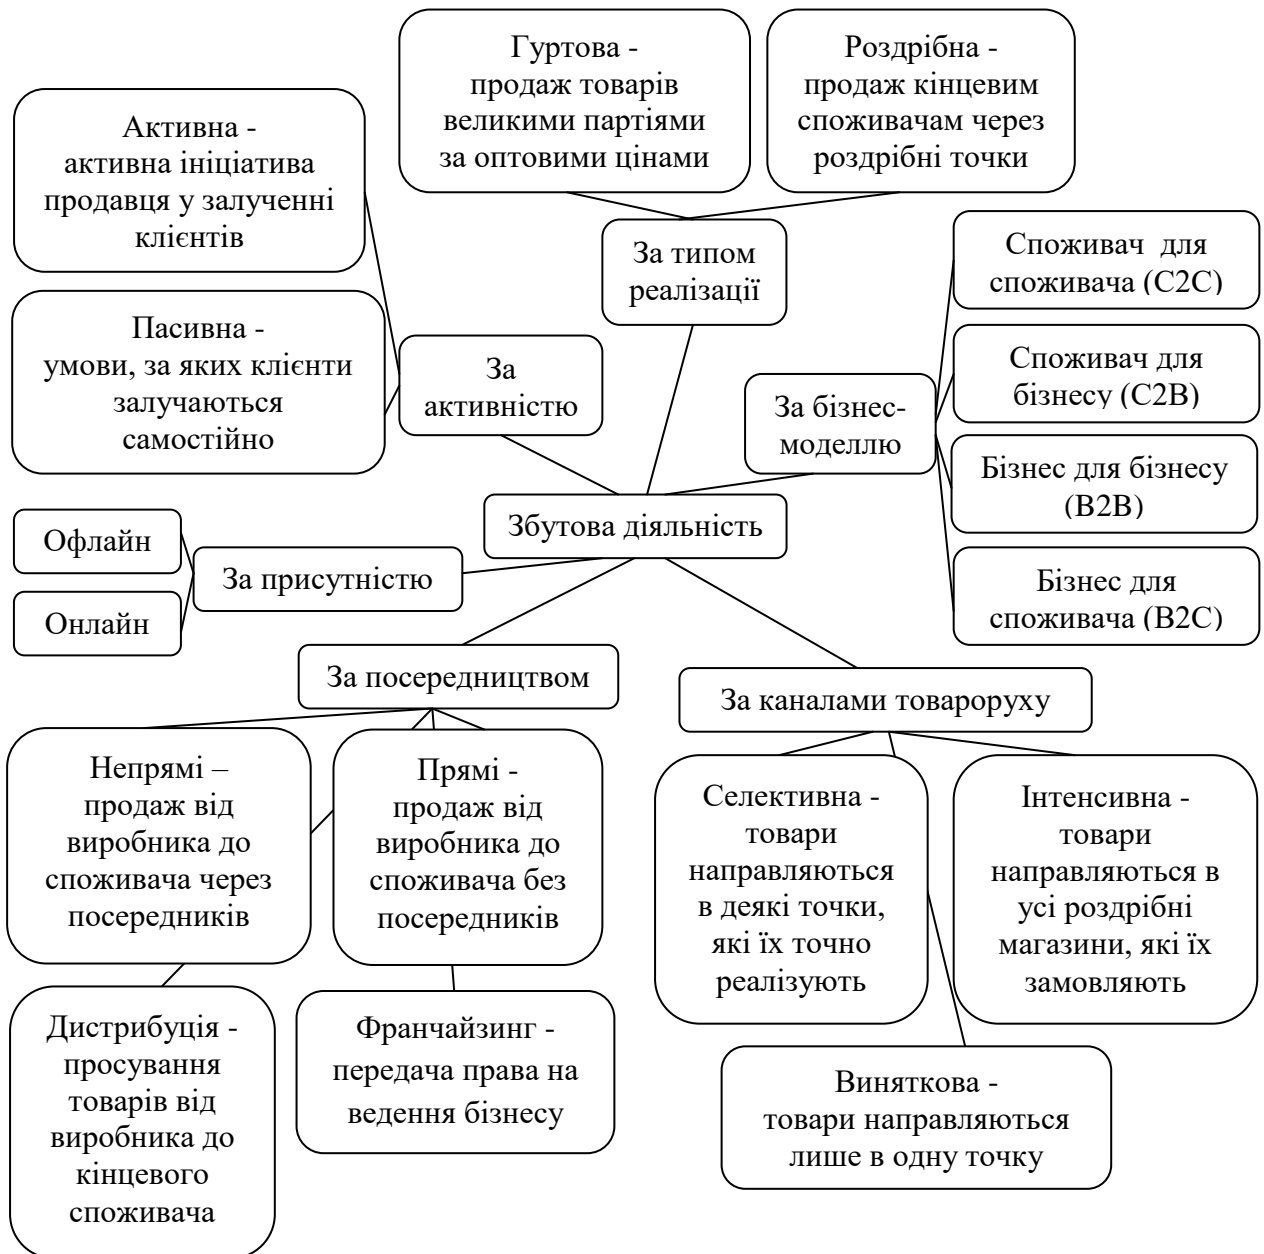 Гуртова -
продаж товарів
великими партіями
за оптовими цінами
Роздрібна -
продаж кінцевим
споживачам через
роздрібні точки
Активна -
активна ініціатива
продавця у залученні
клієнтів
За типом
реалізації
Споживач для
споживача (C2C)
Пасивна -
умови, за яких клієнти
залучаються
самостійно
За
активністю
За бізнес-
моделлю
Споживач для
бізнесу (C2B)
Бізнес для бізнесу
(B2B)
Збутова діяльність
Офлайн
За присутністю
Онлайн
Бізнес для
споживача (B2C)
За посередництвом
За каналами товароруху
Непрямі –
продаж від
виробника до
споживача через
посередників
Прямі -
продаж від
виробника до
споживача без
посередників
Селективна -
товари
направляються
в деякі точки,
які їх точно
реалізують
Інтенсивна -
товари
направляються в
усі роздрібні
магазини, які їх
замовляють
Дистрибуція -
просування
товарів від
виробника до
кінцевого
споживача
Франчайзинг -
передача права на
ведення бізнесу
Виняткова -
товари направляються
лише в одну точку